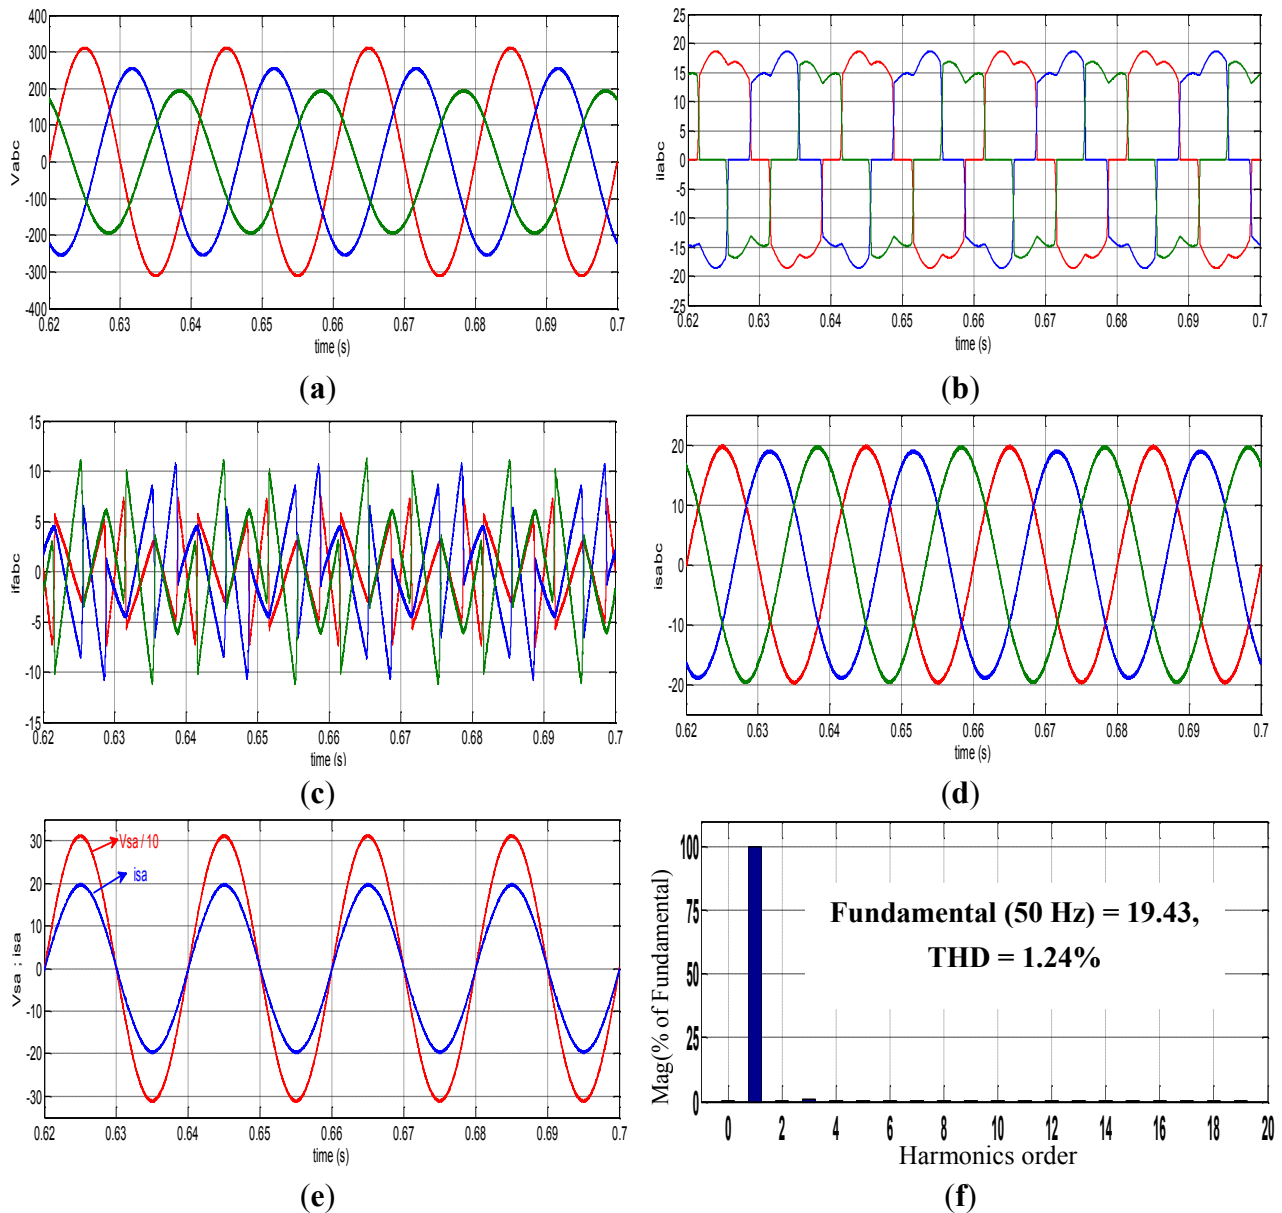 400
300
200
100
0
-100
-200
-300
-400
Vabc
0.62 0.63 0.64 0.65 0.66 0.67 0.68 0.69 0.7
time (s)
(a)
25
20
15
10
5
0
-5
-10
-15
-20
-25
ilabc
0.62 0.63 0.64 0.65 0.66 0.67 0.68 0.69 0.7
time (s)
(b)
15
10
5
0
-5
-10
-15
ifabc
0.62 0.63 0.64 0.65 0.66 0.67 0.68 0.69 0.7
time (s)
(c)
20
10
0
-10
-20
isabc
0.62 0.63 0.64 0.65 0.66 0.67 0.68 0.69 0.7
time (s)
(d)
30
20
10
0
-10
-20
-30
Vsa ; isa
Vsa / 10
isa
0.62 0.63 0.64 0.65 0.66 0.67 0.68 0.69 0.7
time (s)
(e)
100
75
50
25
0
Mag(% of Fundamental)
Fundamental (50 Hz) = 19.43,
THD = 1.24%
0 2 4 6 8 10 12 14 16 18 20
Harmonics order
(f)